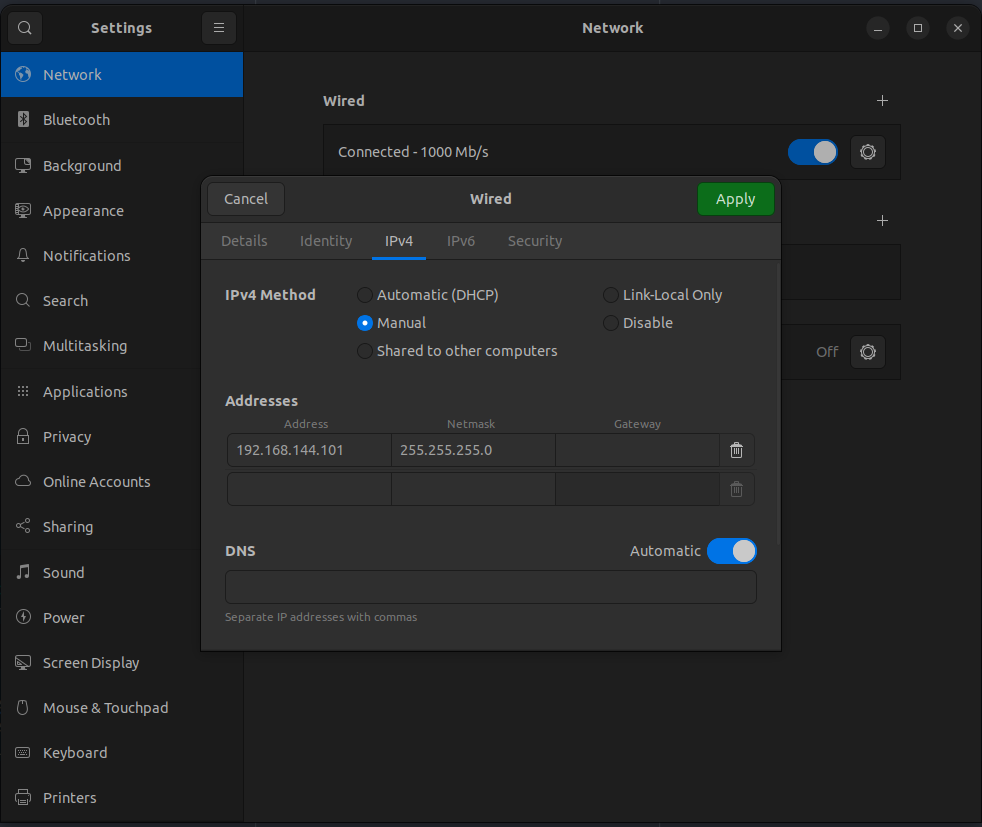 Settings
Network
Network
Bluetooth
Background
Appearance
Notifications
Search
Multitasking
Applications
Privacy
Online Accounts
Sharing
Sound
Power
Screen Display
Mouse & Touchpad
Keyboard
Printers
Wired
Connected - 1000 Mb/s
Off
Cancel
Wired
Apply
Details Identity IPv4 IPv6 Security
IPv4 Method
Automatic (DHCP)
Link-Local Only
Manual
Disable
Shared to other computers
Addresses
Address Netmask Gateway
192.168.144.101 255.255.255.0
DNS
Automatic
Separate IP addresses with commas